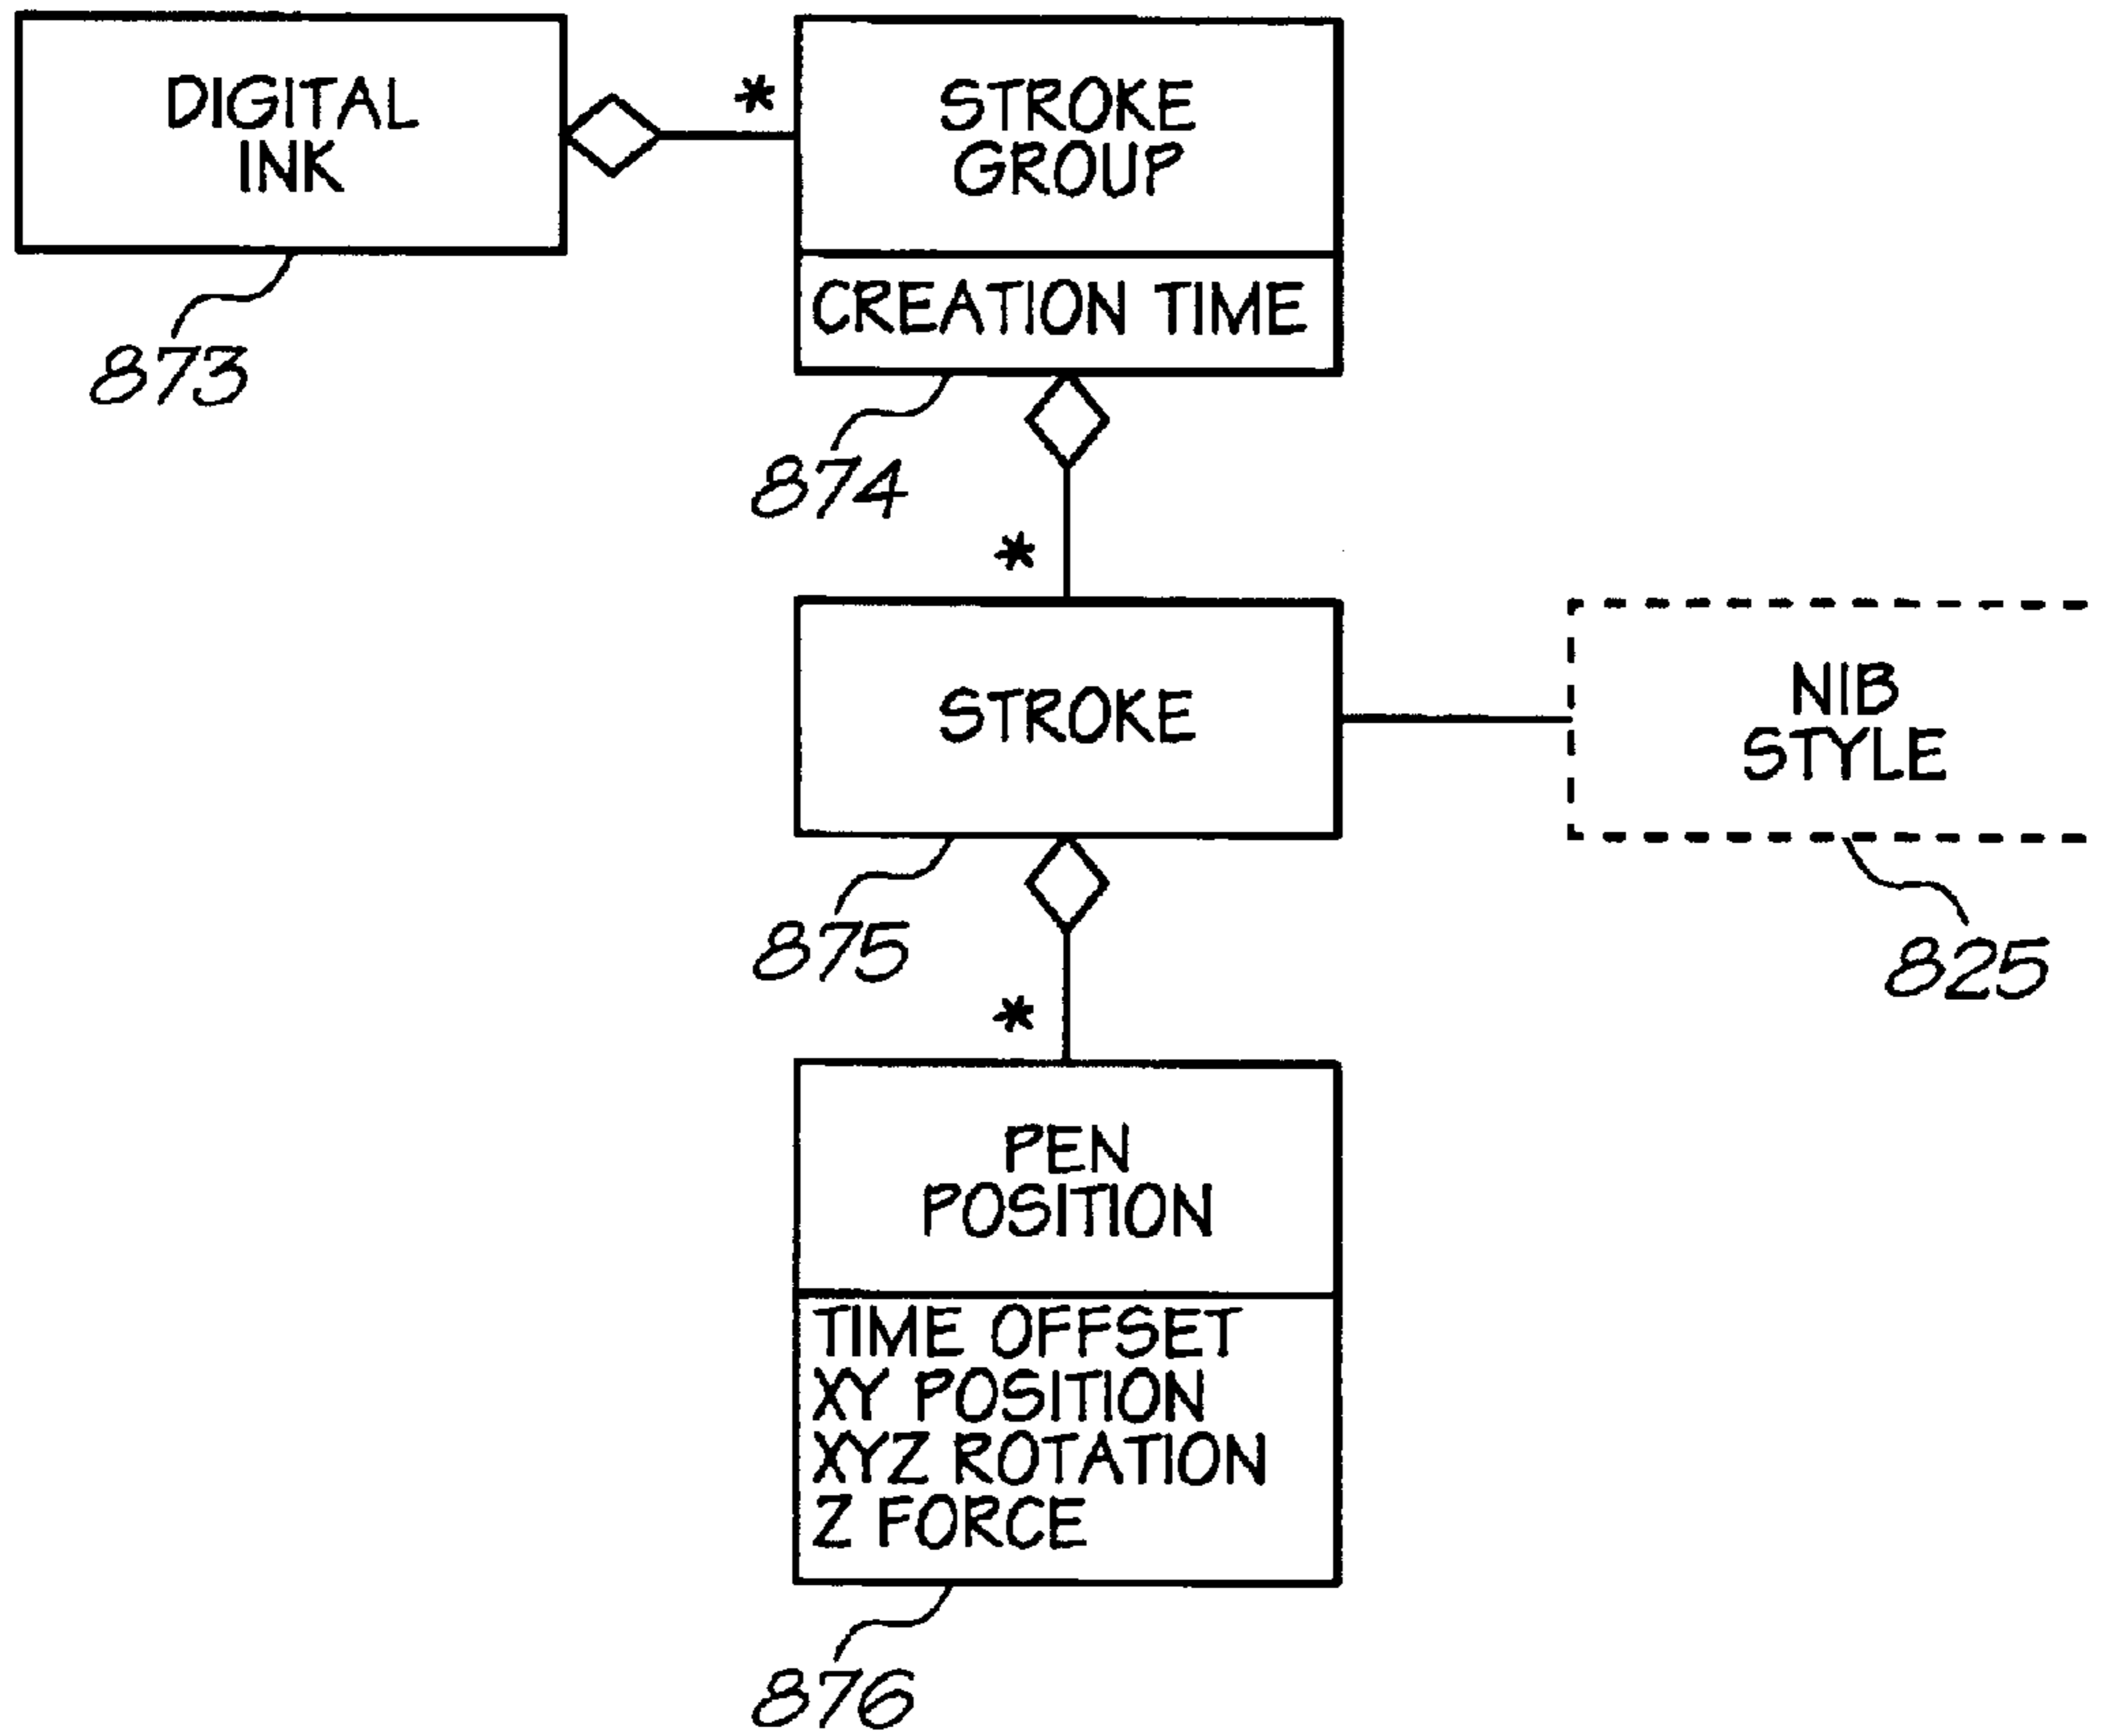 DIGITAL
INK
*
STROKE
GROUP
CREATION TIME
873
874
*
STROKE
NIB
STYLE
875
825
*
PEN
POSITION
TIME OFFSET
XY POSITION
XYZ ROTATION
Z FORCE
876